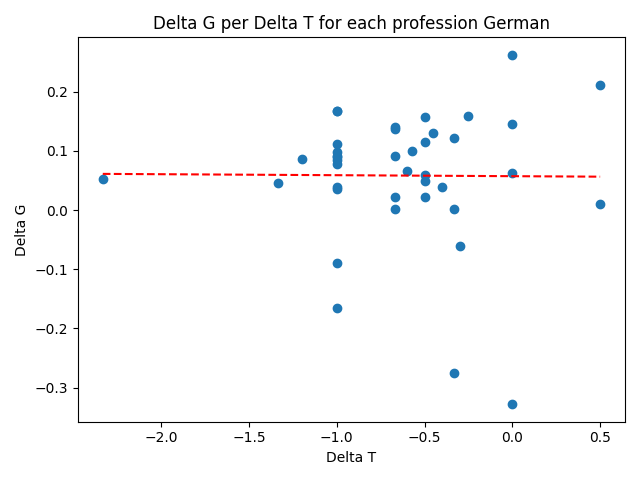 Delta G per Delta T for each profession German
0.2
0.1
0.0
−0.1
−0.2
−0.3
Delta G
−2.0 −1.5 −1.0 −0.5 0.0 0.5
Delta T